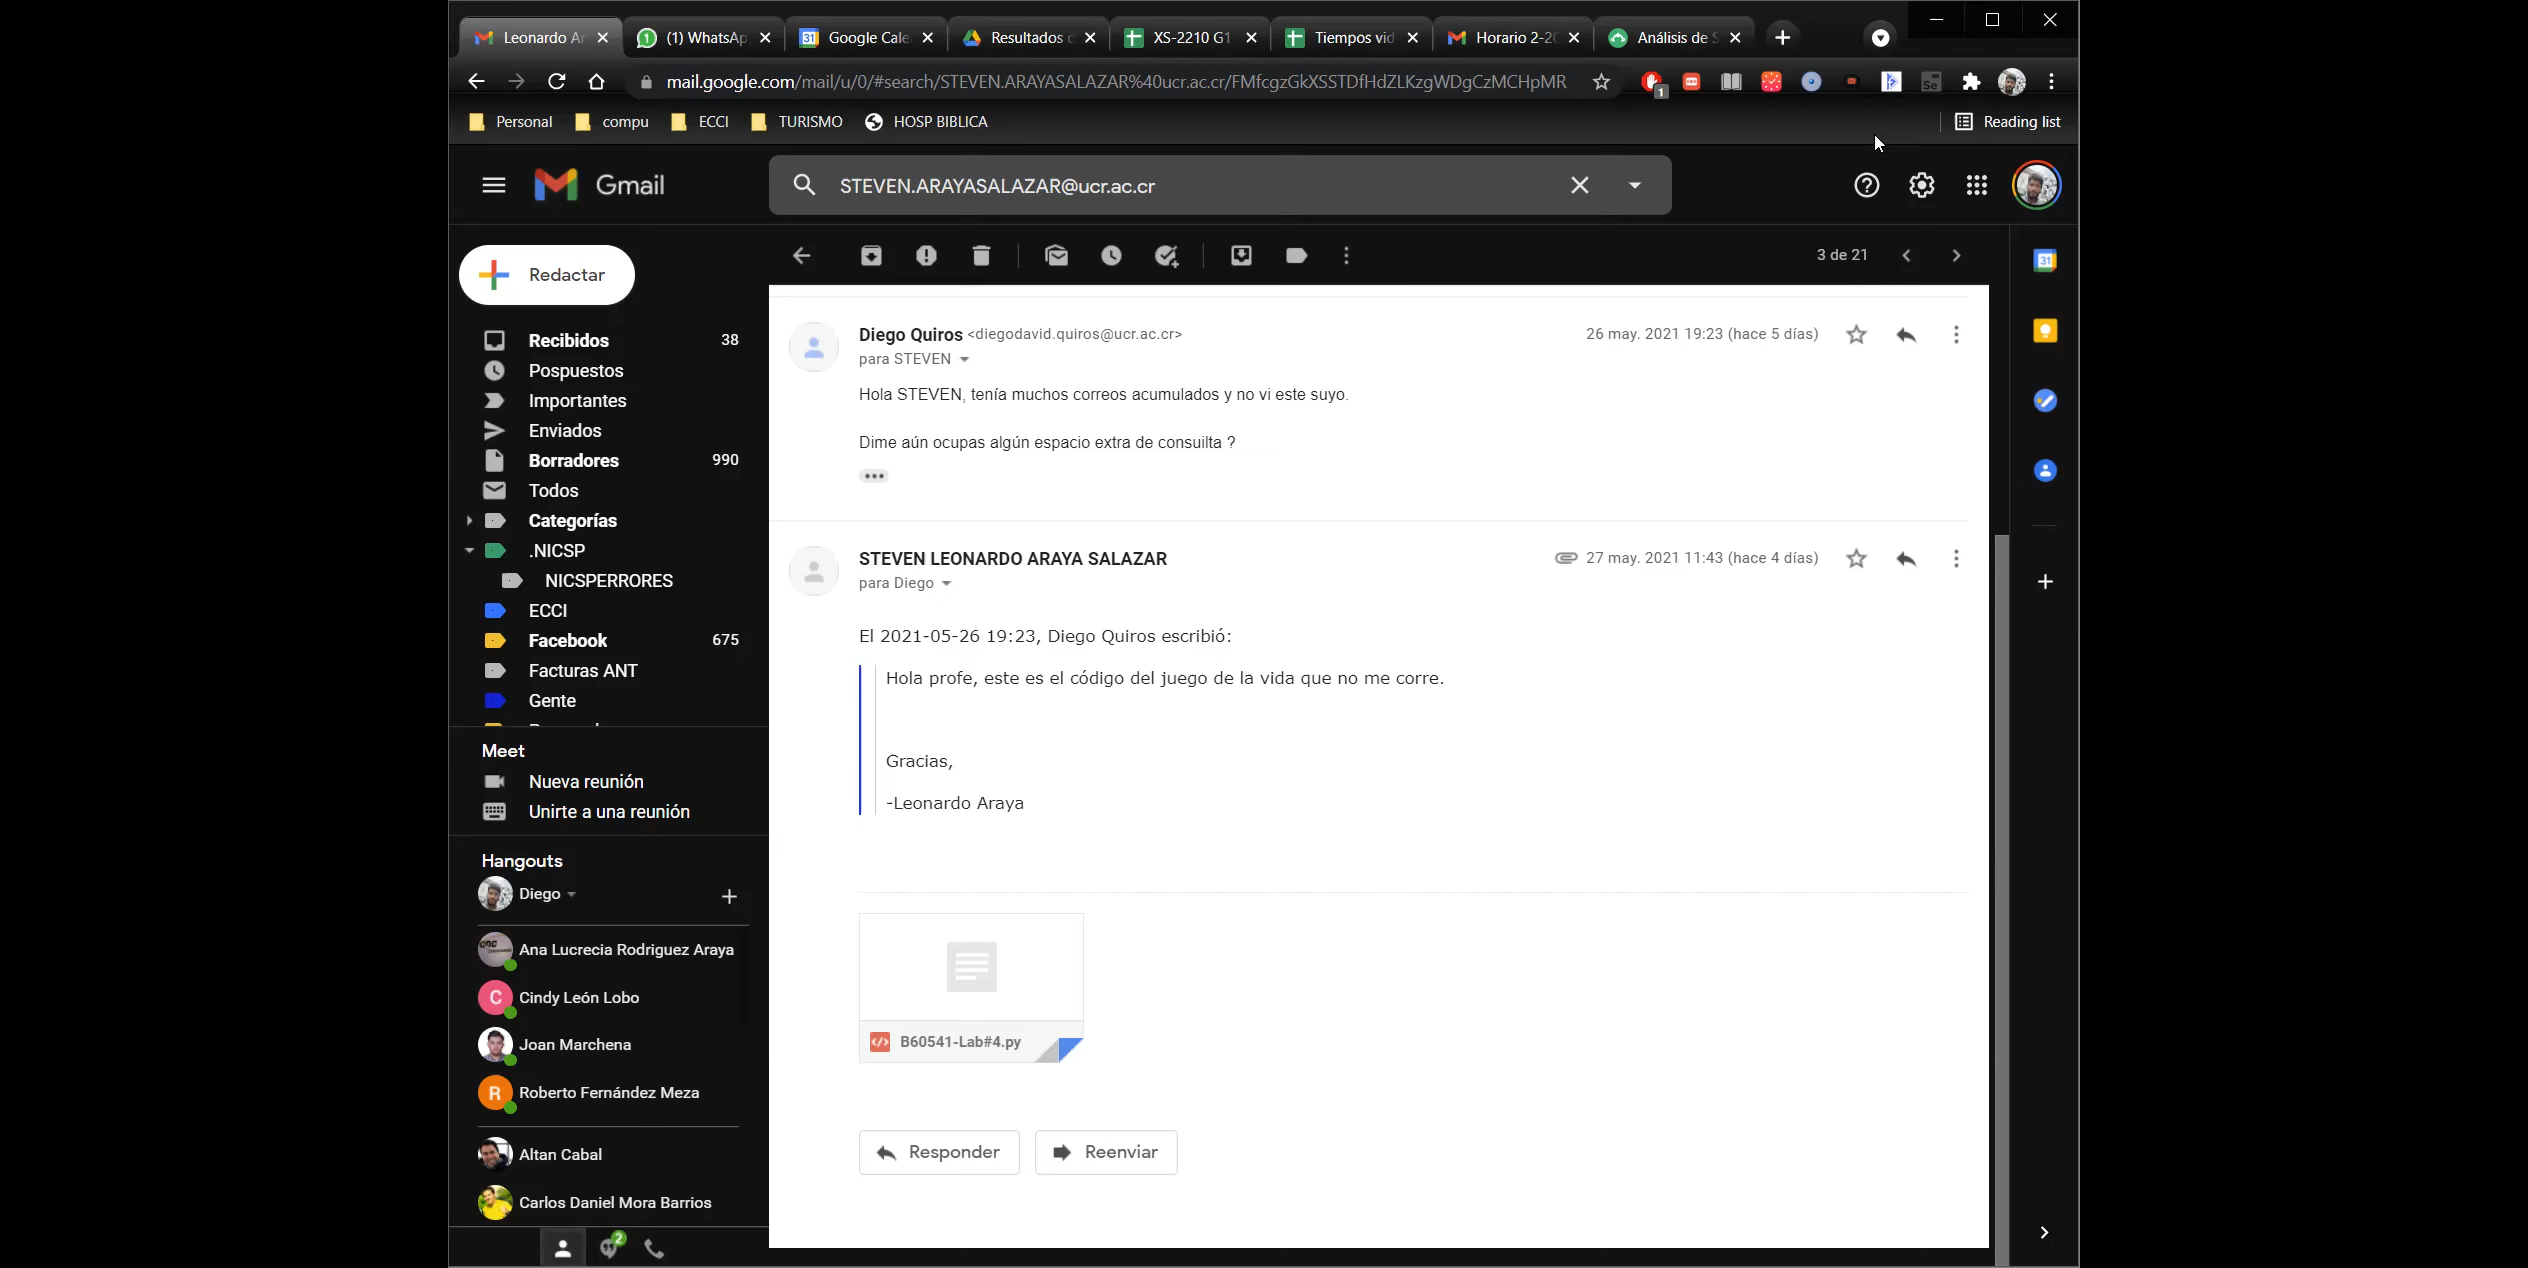 Leonardo Ar
(1) WhatsAp
Google Cale
Resultados c
XS-2210 G1
Tiempos vid
Horario 2-20
Análisis de S
mail.google.com/mail/u/0/#search/STEVEN.ARAYASALAZAR%40ucr.ac.cr/FMfcgzGkXSSTDfHdZLKzgWDgCzMCHpMR
1
Se
Personal
compu
ECCI
TURISMO
HOSP BIBLICA
Reading list
Gmail
STEVEN.ARAYASALAZAR@ucr.ac.cr
Redactar
3 de 21
31
Recibidos 38
Pospuestos
Importantes
Enviados
Borradores 990
Todos
Categorías
.NICSP
NICSPERRORES
ECCI
Facebook 675
Facturas ANT
Gente
Meet
Nueva reunión
Unirte a una reunión
Hangouts
Diego
Ana Lucrecia Rodriguez Araya
C Cindy León Lobo
Joan Marchena
R Roberto Fernández Meza
Altan Cabal
Carlos Daniel Mora Barrios
2
Diego Quiros <diegodavid.quiros@ucr.ac.cr>
26 may. 2021 19:23 (hace 5 días)
para STEVEN
Hola STEVEN, tenía muchos correos acumulados y no vi este suyo.
Dime aún ocupas algún espacio extra de consuilta ?
STEVEN LEONARDO ARAYA SALAZAR
27 may. 2021 11:43 (hace 4 días)
para Diego
El 2021-05-26 19:23, Diego Quiros escribió:
Hola profe, este es el código del juego de la vida que no me corre.
Gracias,
-Leonardo Araya
B60541-Lab#4.py
Responder
Reenviar